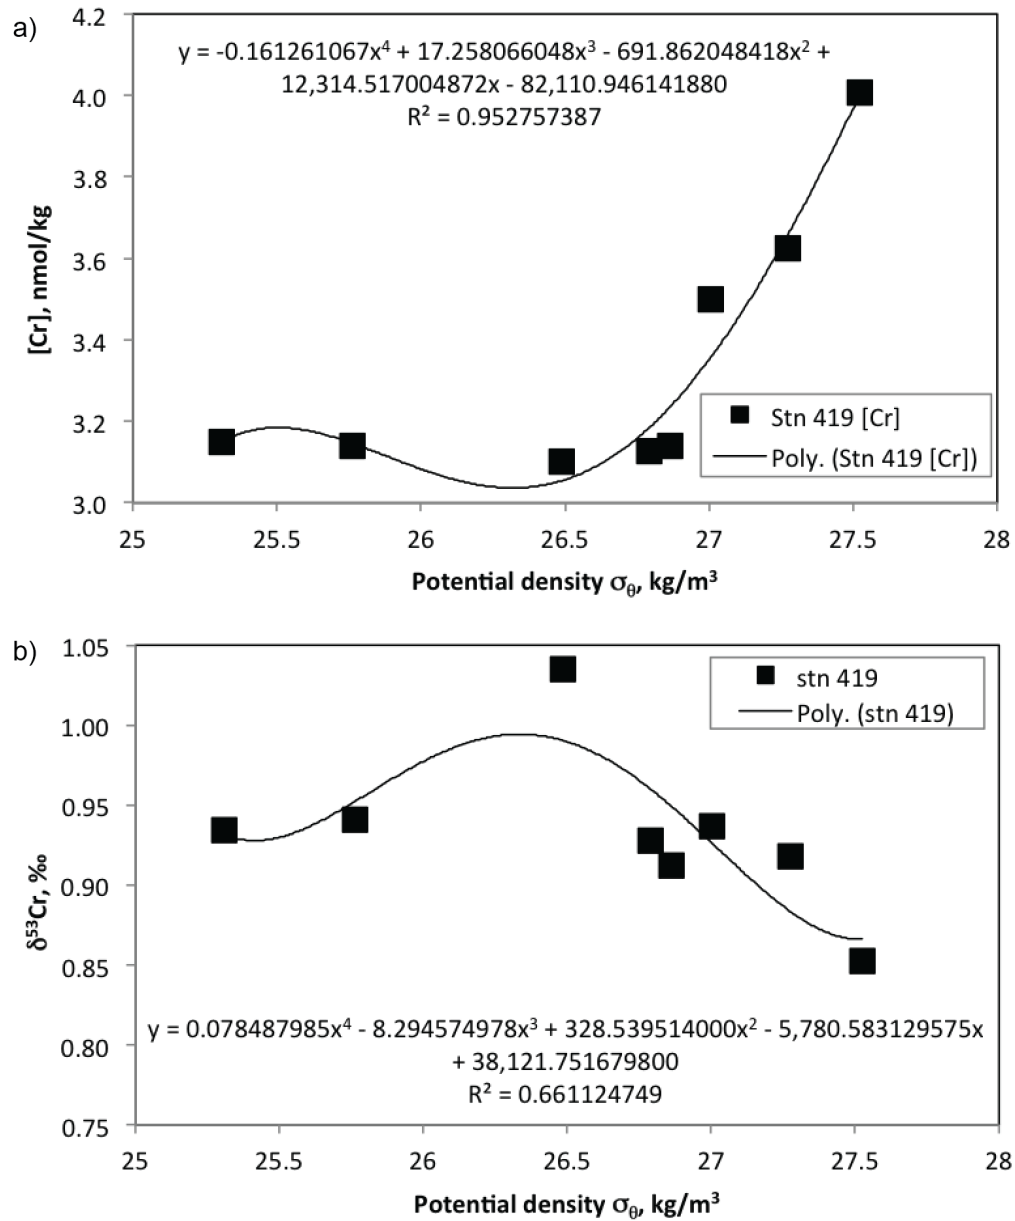 a)
y = -0.161261067x⁴ + 17.258066048x³ - 691.862048418x² +
12,314.517004872x - 82,110.946141880
R² = 0.952757387
4.2
4.0
3.8
3.6
3.4
3.2
3.0
[Cr], nmol/kg
Stn 419 [Cr]
Poly. (Stn 419 [Cr])
25 25.5 26 26.5 27 27.5 28
Potential density σθ, kg/m³
b)
1.05
1.00
0.95
0.90
0.85
0.80
0.75
δ⁵³Cr, ‰
stn 419
Poly. (stn 419)
y = 0.078487985x⁴ - 8.294574978x³ + 328.539514000x² - 5,780.583129575x
+ 38,121.751679800
R² = 0.661124749
25 25.5 26 26.5 27 27.5 28
Potential density σθ, kg/m³